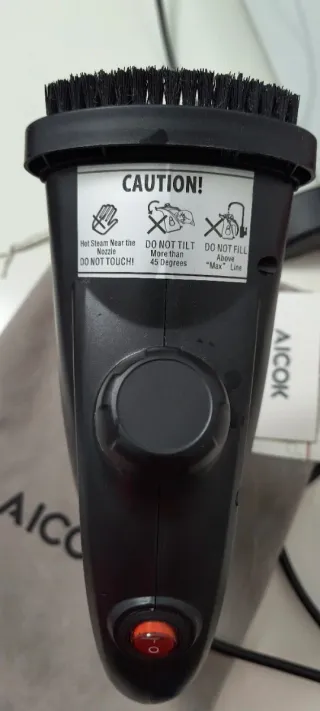 CAUTION!
Hot Steam Near the
Nozzle
DO NOT TOUCH!
DO NOT TILT
More than
45 Degrees
DO NOT FILL
Above
"Max" Line
AICOK
AICO
I
O